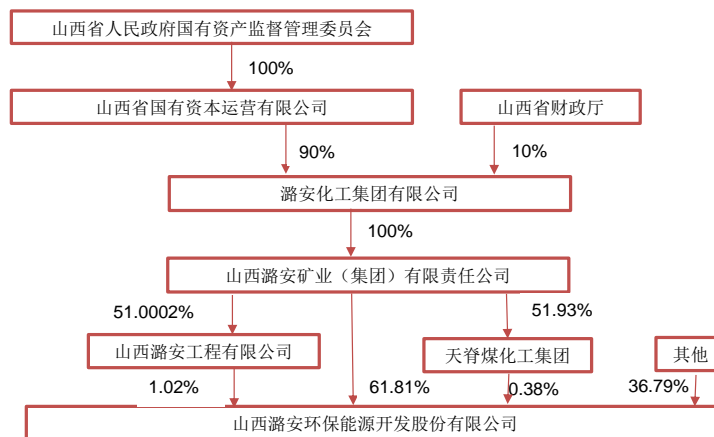 山西省人民政府国有资产监督管理委员会
100%
山西省国有资本运营有限公司
山西省财政厅
90%
10%
潞安化工集团有限公司
100%
山西潞安矿业（集团）有限责任公司
51.0002%
51.93%
山西潞安工程有限公司
天脊煤化工集团
其他
1.02%
61.81%
0.38%
36.79%
山西潞安环保能源开发股份有限公司